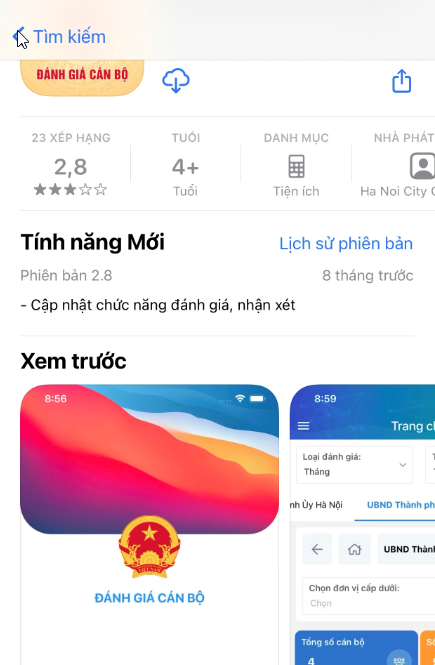 Tìm kiếm
ĐÁNH GIÁ CÁN BỘ
23 XẾP HẠNG
TUỔI
DANH MỤC
NHÀ PHÁT
2,8
4+
Tuổi
Tiện ích
Ha Noi City
Tính năng Mới
Lịch sử phiên bản
Phiên bản 2.8
8 tháng trước
- Cập nhật chức năng đánh giá, nhận xét
Xem trước
8:56
ĐÁNH GIÁ CÁN BỘ
8:59
Trang
Loại đánh giá:
Tháng
Ủy Hà Nội
UBND Thành
UBND Thành
Chọn đơn vị cấp dưới:
Chọn
Tổng số cán bộ
4